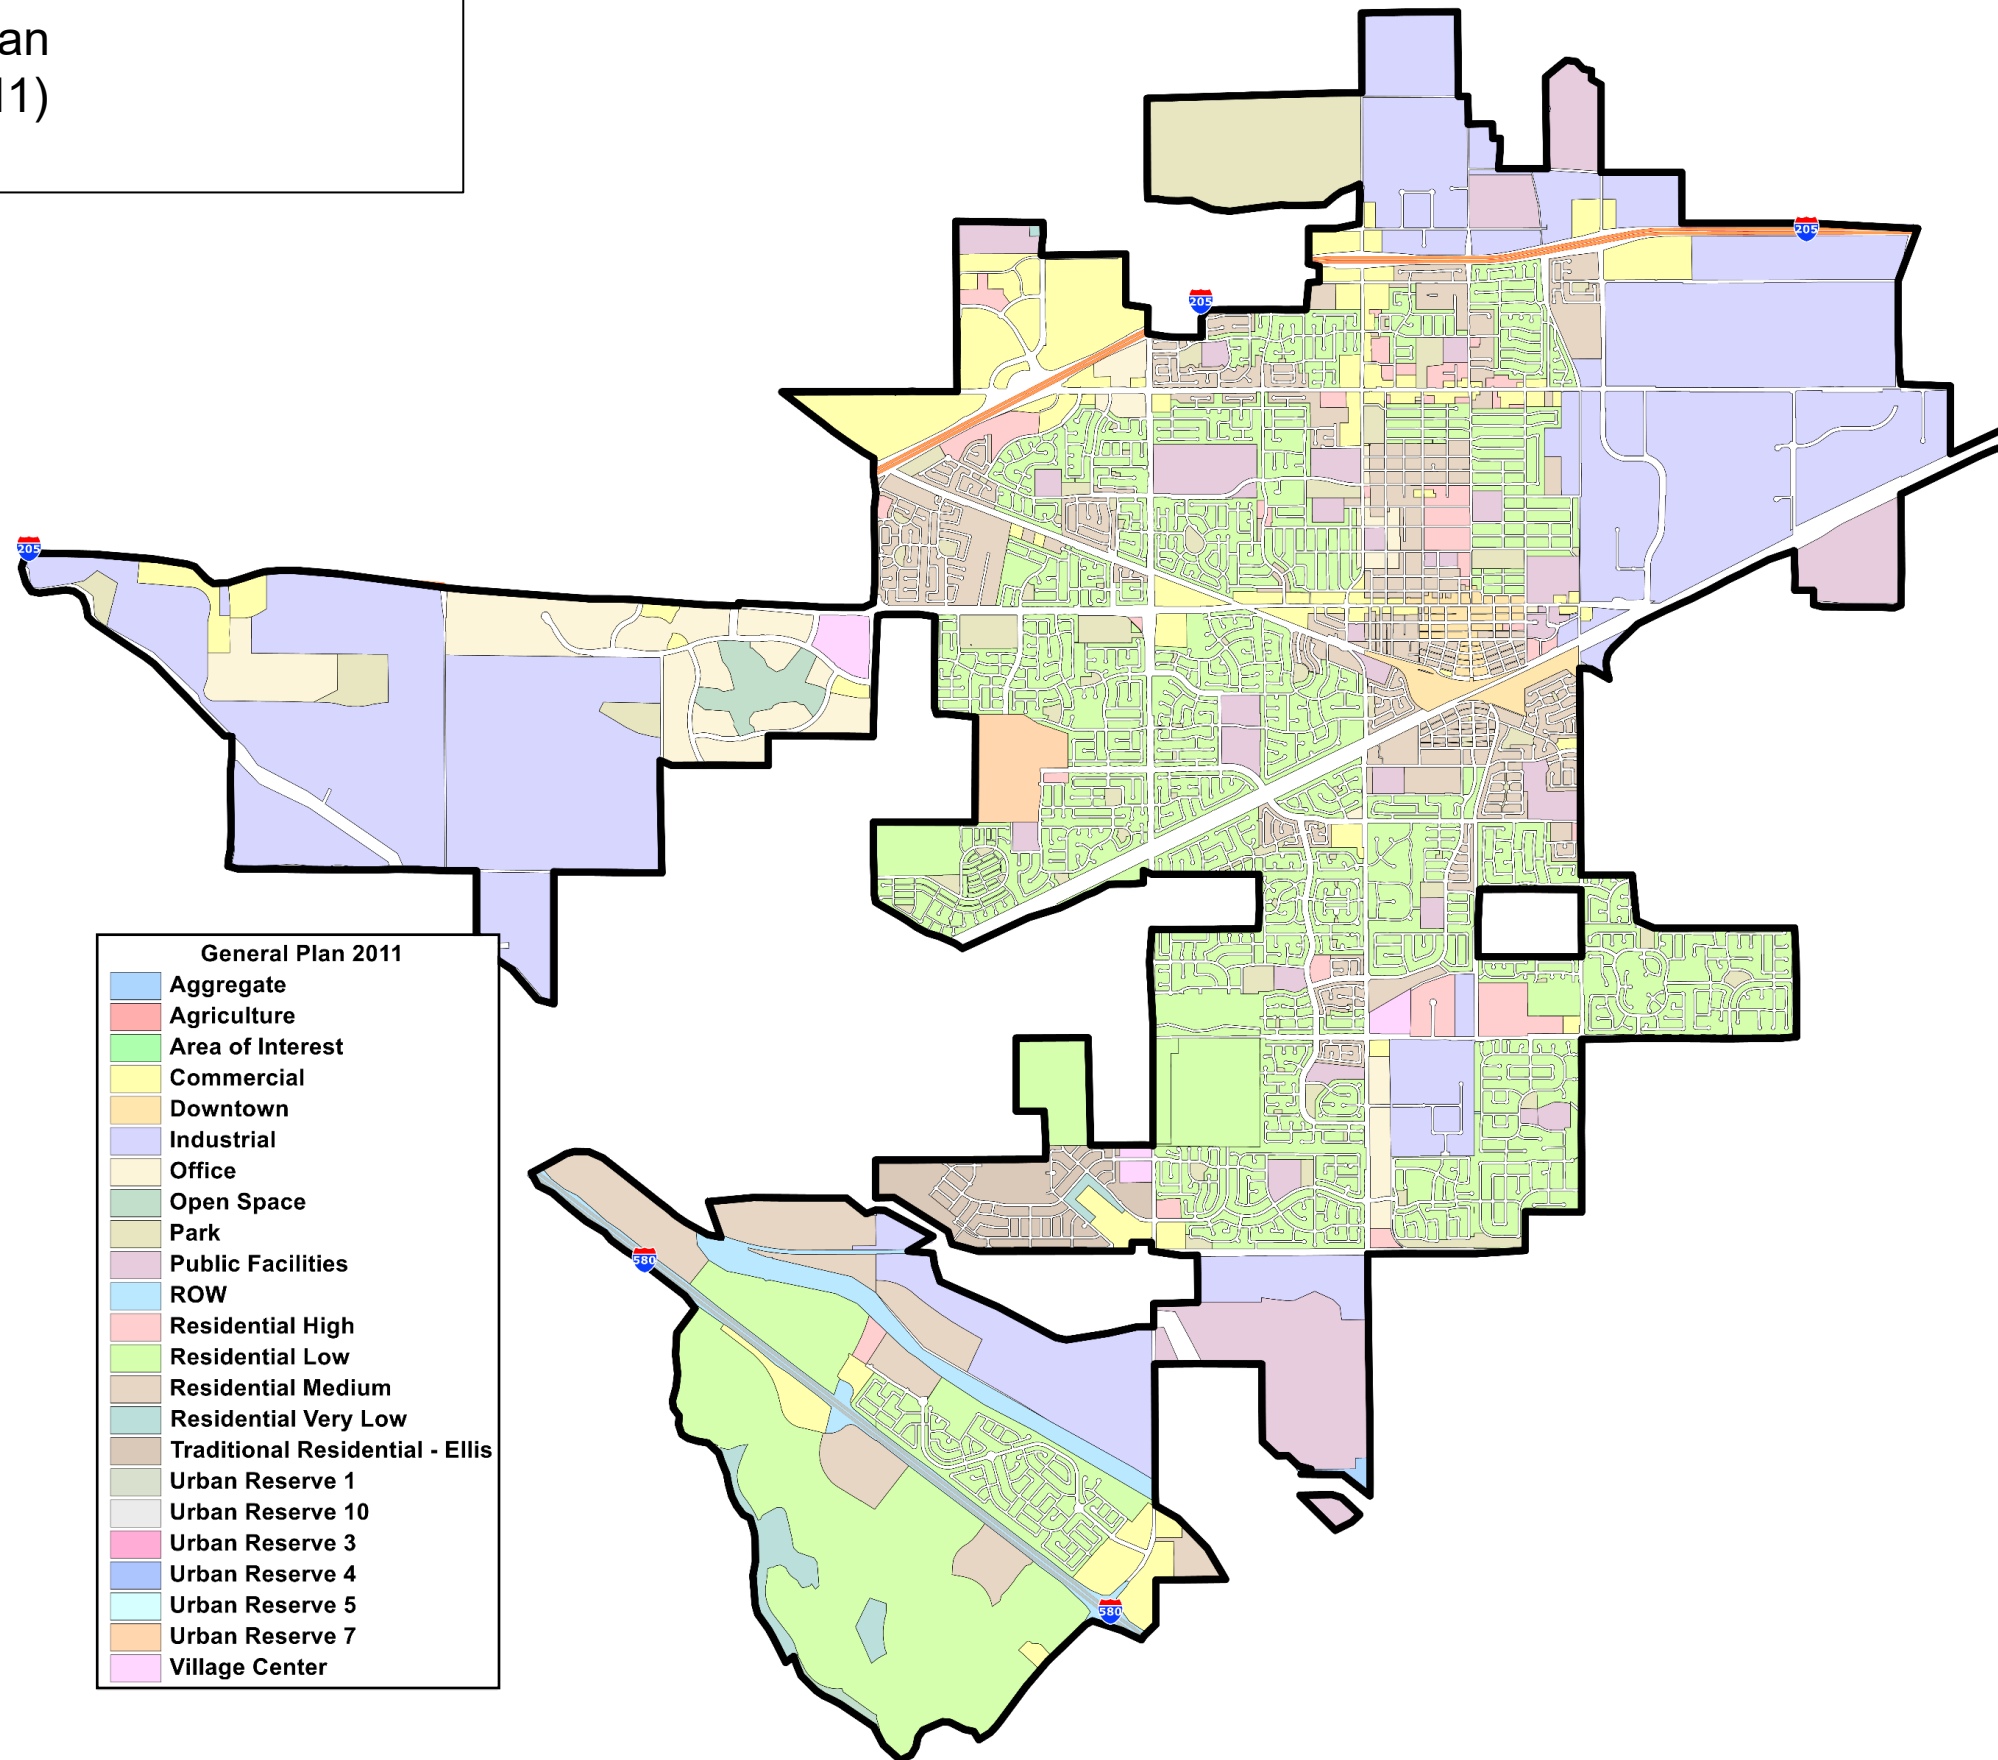 an
11)
205
205
205
580
580
General Plan 2011
Aggregate
Agriculture
Area of Interest
Commercial
Downtown
Industrial
Office
Open Space
Park
Public Facilities
ROW
Residential High
Residential Low
Residential Medium
Residential Very Low
Traditional Residential - Ellis
Urban Reserve 1
Urban Reserve 10
Urban Reserve 3
Urban Reserve 4
Urban Reserve 5
Urban Reserve 7
Village Center